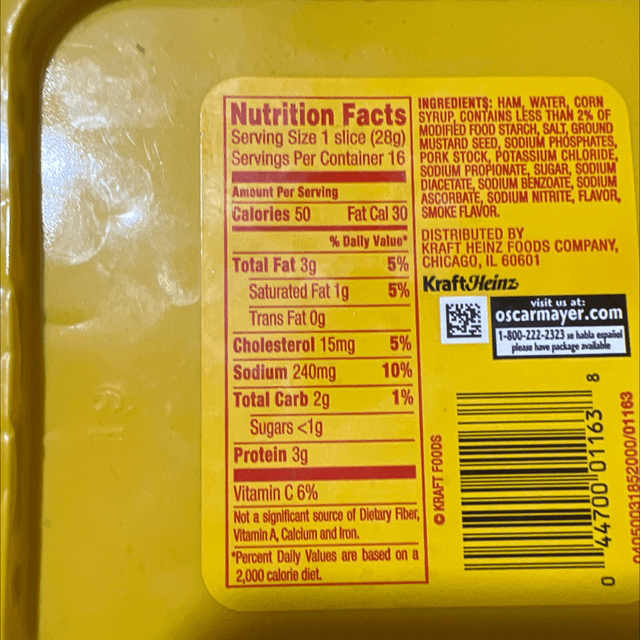 Nutrition Facts
Serving Size 1 slice (28g)
Servings Per Container 16
Amount Per Serving
Calories 50 Fat Cal 30
% Daily Value*
Total Fat 3g 5%
Saturated Fat 1g 5%
Trans Fat 0g
Cholesterol 15mg 5%
Sodium 240mg 10%
Total Carb 2g 1%
Sugars <1g
Protein 3g
Vitamin C 6%
Not a significant source of Dietary Fiber,
Vitamin A, Calcium and Iron.
*Percent Daily Values are based on a
2,000 calorie diet.
INGREDIENTS: HAM, WATER, CORN
SYRUP, CONTAINS LESS THAN 2% OF
MODIFIED FOOD STARCH, SALT, GROUND
MUSTARD SEED, SODIUM PHOSPHATES,
PORK STOCK, POTASSIUM CHLORIDE,
SODIUM PROPIONATE, SUGAR, SODIUM
DIACETATE, SODIUM BENZOATE, SODIUM
ASCORBATE, SODIUM NITRITE, FLAVOR,
SMOKE FLAVOR.
DISTRIBUTED BY
KRAFT HEINZ FOODS COMPANY,
CHICAGO, IL 60601
KraftHeinz
visit us at:
oscarmayer.com
1-800-222-2323 se habla español
please have package available
© KRAFT FOODS
0 44700 01163 8
04050031852000/01163